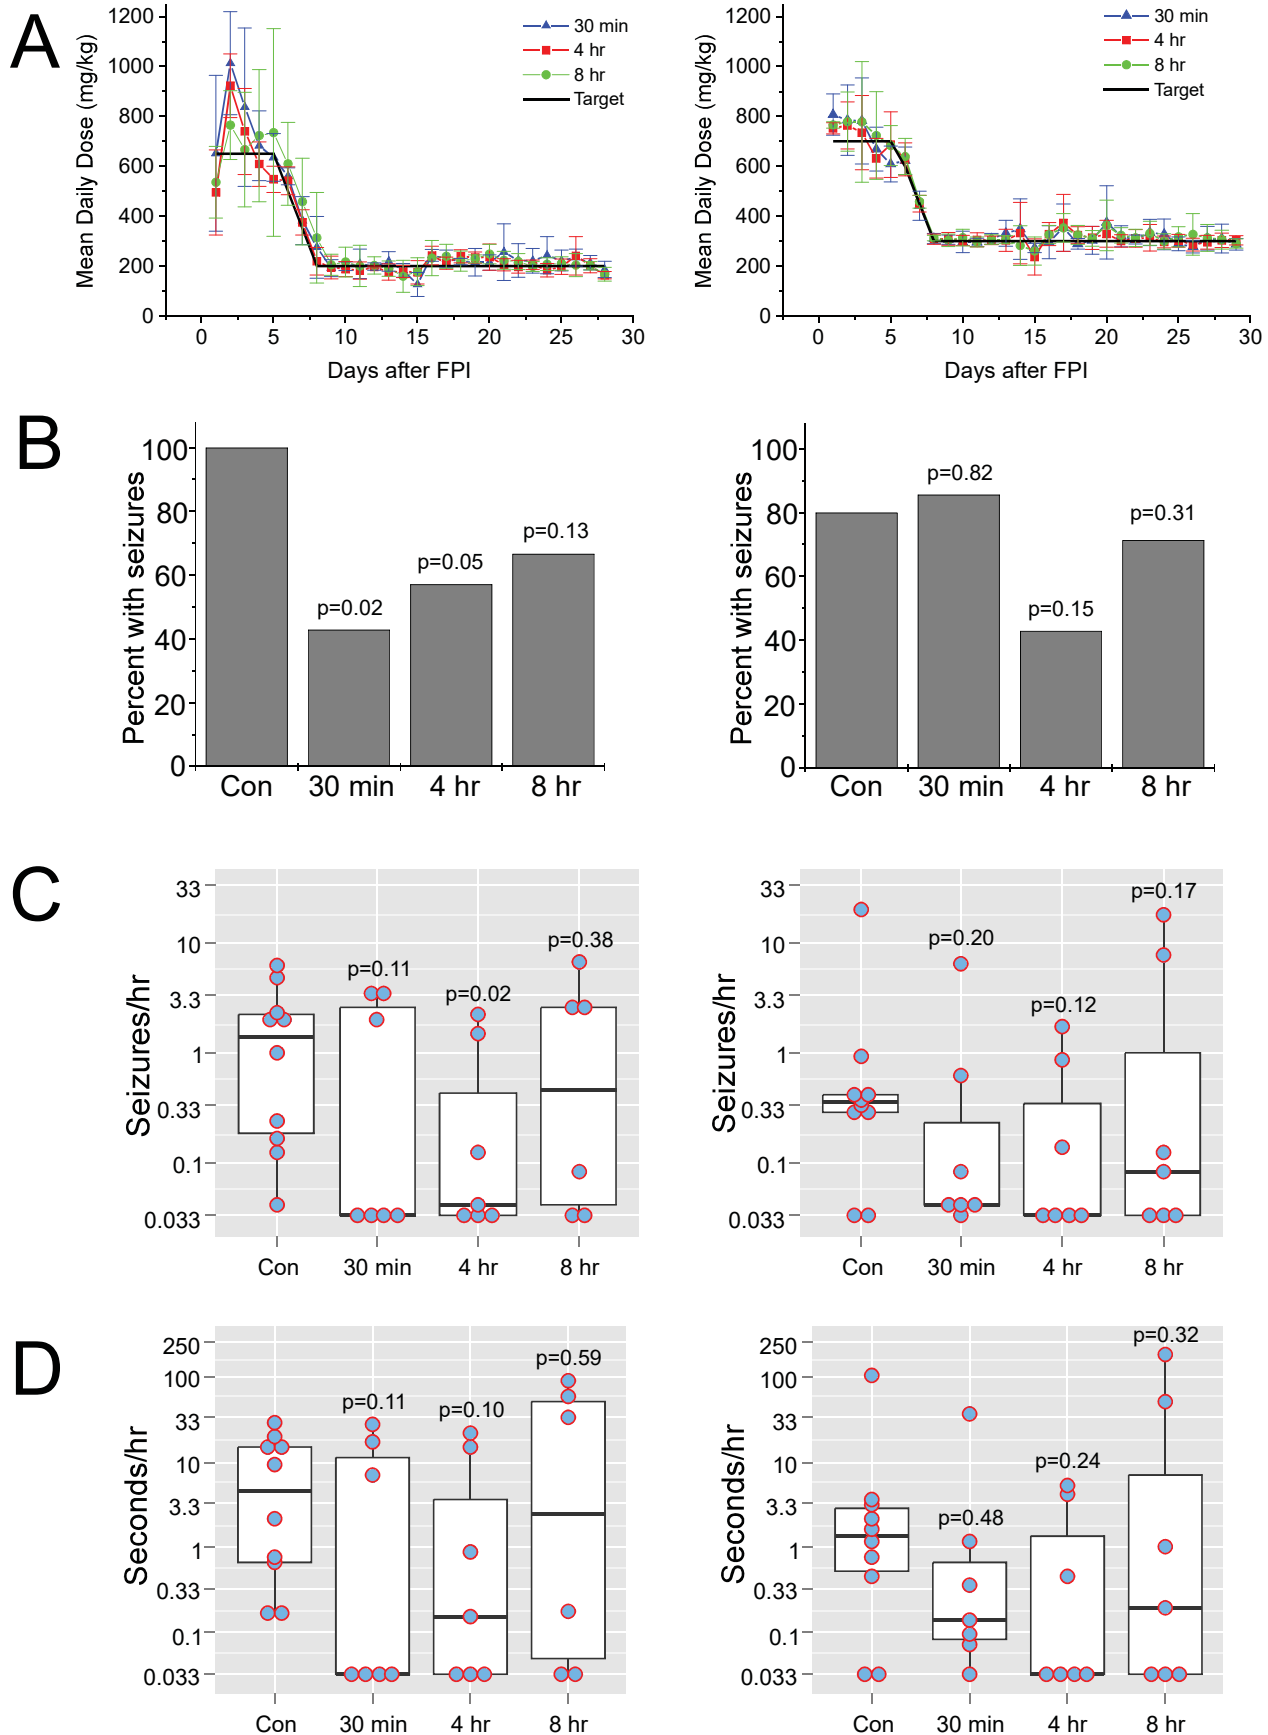 A
Mean Daily Dose (mg/kg)
1200
1000
800
600
400
200
0
30 min
4 hr
8 hr
Target
0 5 10 15 20 25 30
Days after FPI
Mean Daily Dose (mg/kg)
1200
1000
800
600
400
200
0
30 min
4 hr
8 hr
Target
0 5 10 15 20 25 30
Days after FPI
B
Percent with seizures
100
80
60
40
20
0
p=0.02
p=0.05
p=0.13
Con 30 min 4 hr 8 hr
Percent with seizures
100
80
60
40
20
0
p=0.82
p=0.15
p=0.31
Con 30 min 4 hr 8 hr
C
Seizures/hr
33
10
3.3
1
0.33
0.1
0.033
p=0.11
p=0.02
p=0.38
Con 30 min 4 hr 8 hr
Seizures/hr
33
10
3.3
1
0.33
0.1
0.033
p=0.20
p=0.12
p=0.17
Con 30 min 4 hr 8 hr
D
Seconds/hr
250
100
33
10
3.3
1
0.33
0.1
0.033
p=0.11
p=0.10
p=0.59
Con 30 min 4 hr 8 hr
Seconds/hr
250
100
33
10
3.3
1
0.33
0.1
0.033
p=0.48
p=0.24
p=0.32
Con 30 min 4 hr 8 hr